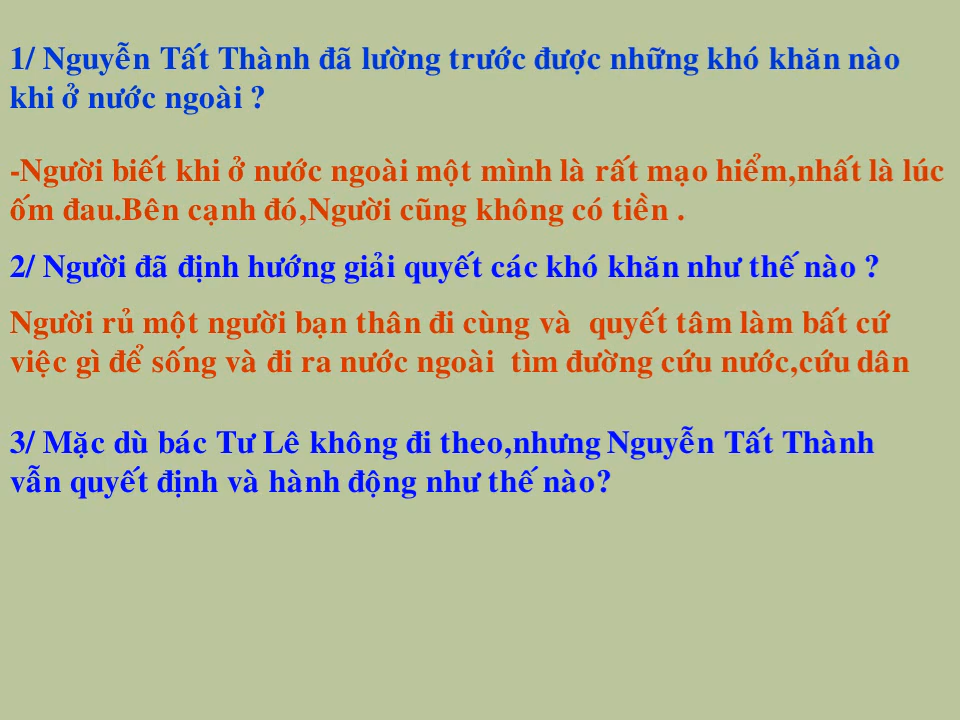 1/ Nguyễn Tất Thành đã lường trước được những khó khăn nào
khi ở nước ngoài ?
-Người biết khi ở nước ngoài một mình là rất mạo hiểm,nhất là lúc
ốm đau.Bên cạnh đó,Người cũng không có tiền .
2/ Người đã định hướng giải quyết các khó khăn như thế nào ?
Người rủ một người bạn thân đi cùng và  quyết tâm làm bất cứ
việc gì để sống và đi ra nước ngoài  tìm đường cứu nước,cứu dân
3/ Mặc dù bác Tư Lê không đi theo,nhưng Nguyễn Tất Thành
vẫn quyết định và hành động như thế nào?